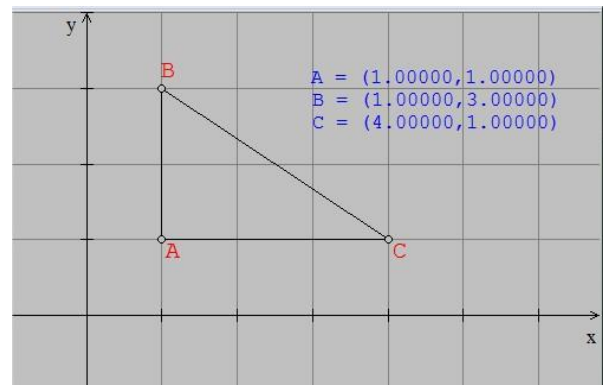 y
B
A = (1.00000,1.00000)
B = (1.00000,3.00000)
C = (4.00000,1.00000)
A
C
x